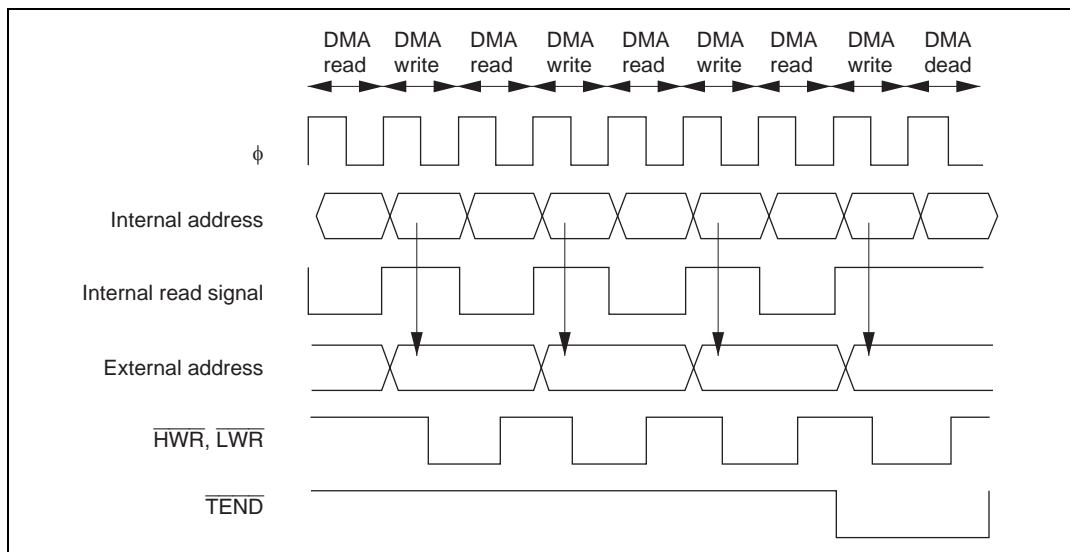 DMA read DMA write DMA read DMA write DMA read DMA write DMA read DMA write DMA dead
ϕ
Internal address
Internal read signal
External address
HWR, LWR
TEND